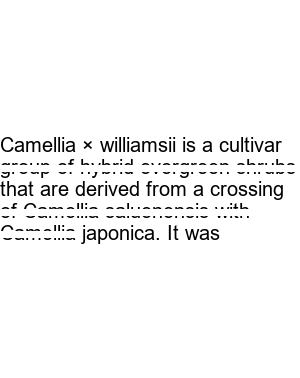 Camellia × williamsii is a cultivar
group of hybrid evergreen shrubs
that are derived from a crossing
of Camellia saluenensis with
Camellia japonica. It was